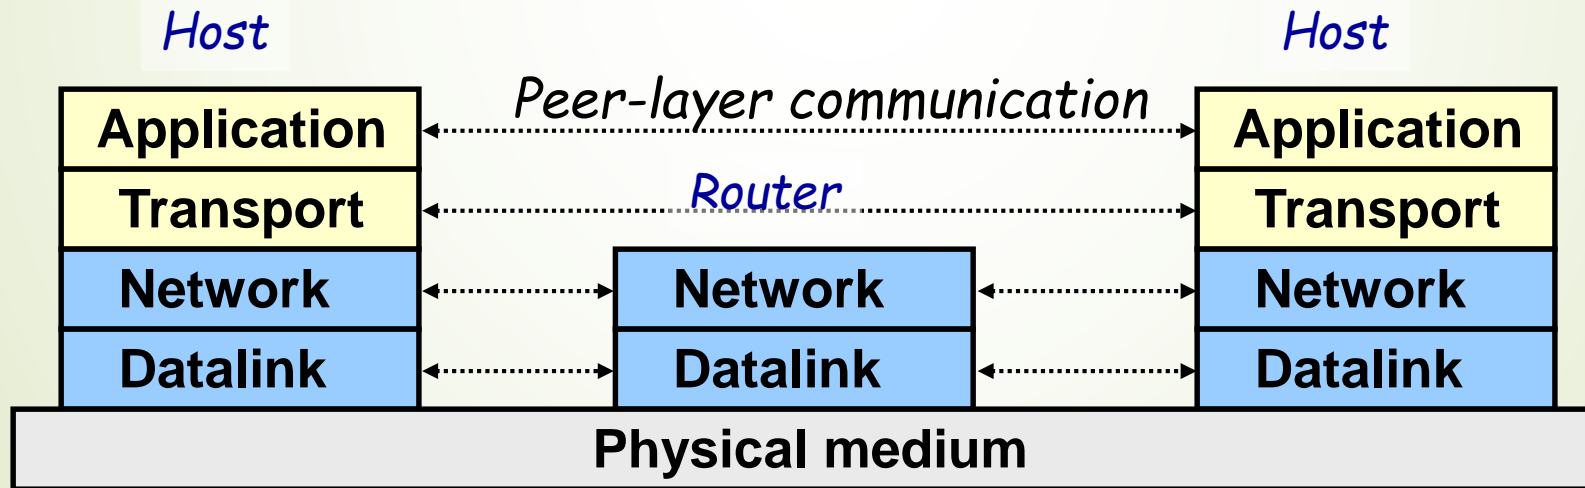 Host
Host
Peer-layer communication
Application
Application
Router
Transport
Transport
Network
Network
Network
Datalink
Datalink
Datalink
Physical medium